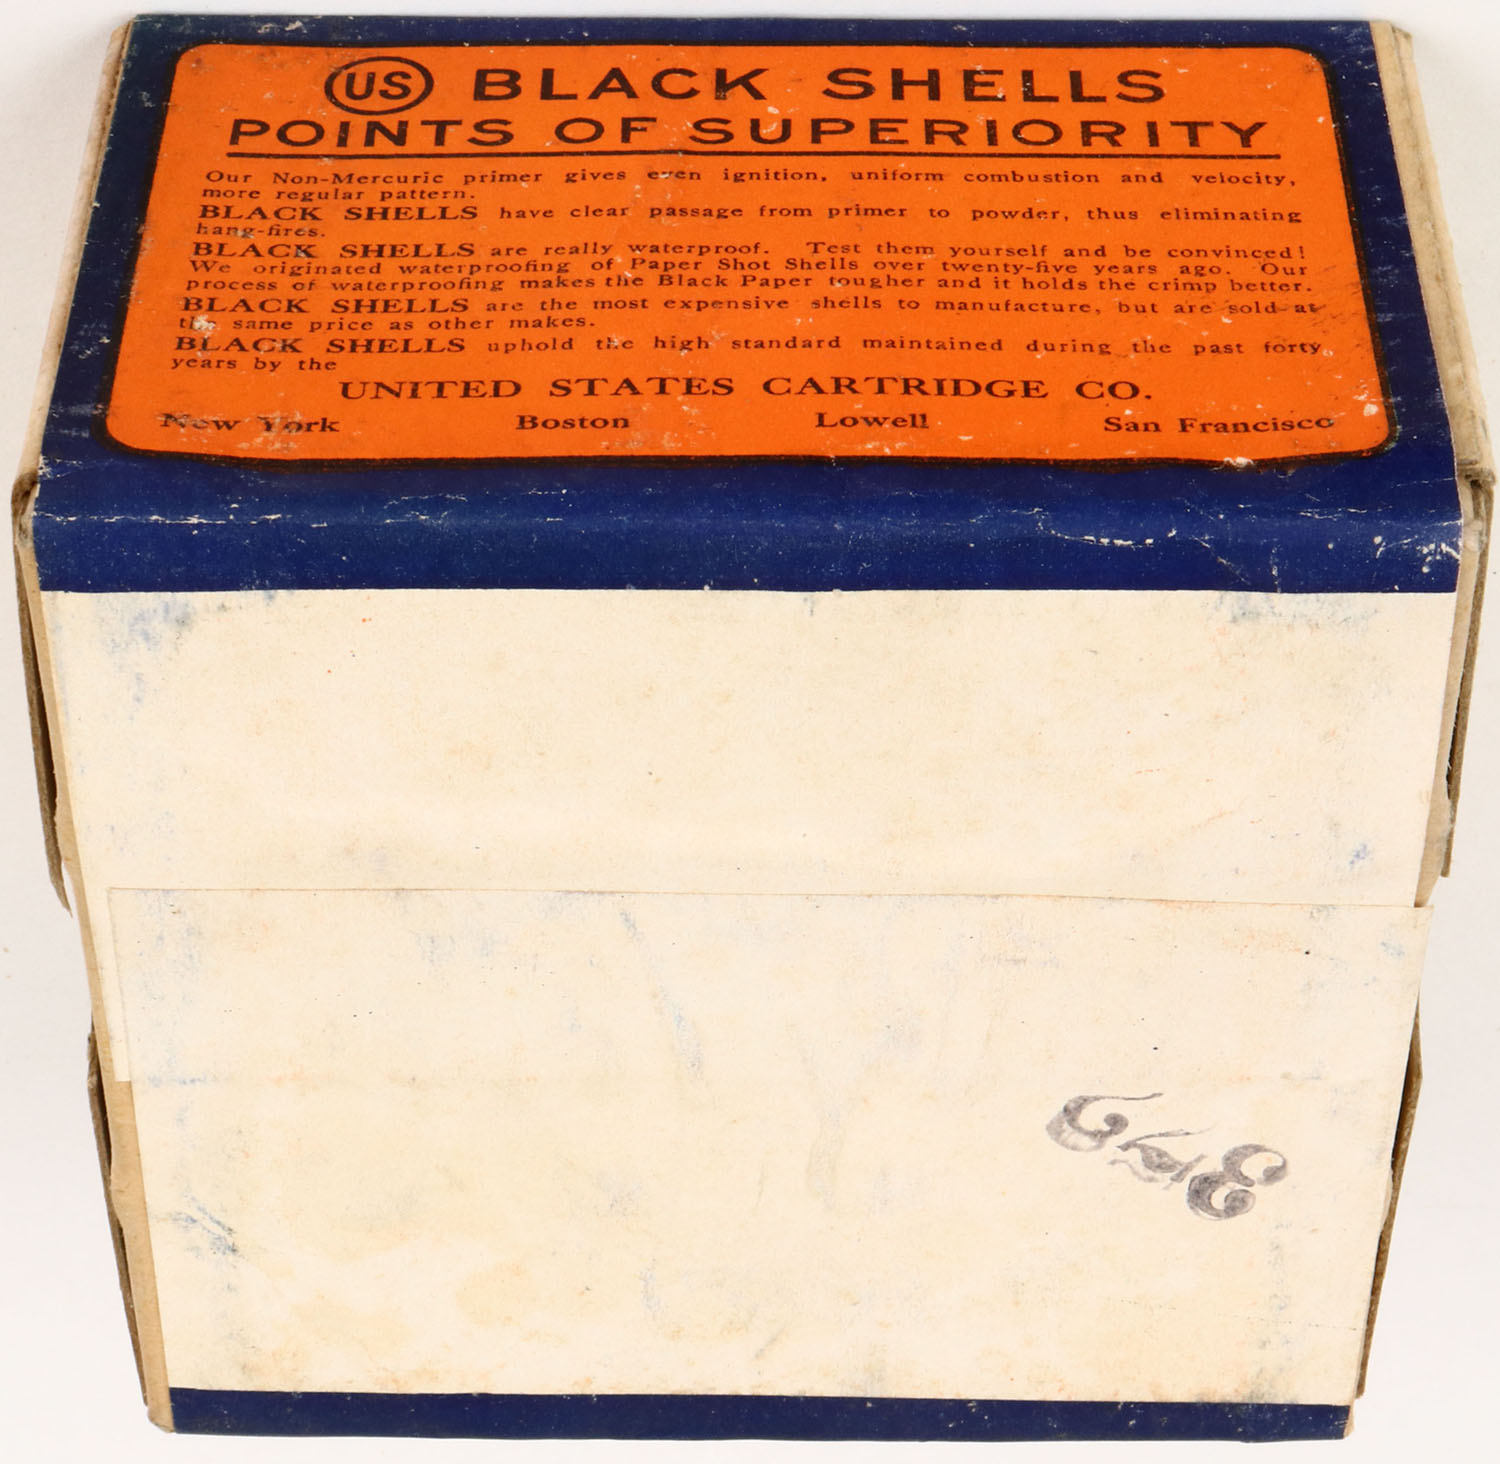 US BLACK SHELLS
POINTS OF SUPERIORITY
Our Non-Mercuric primer gives even ignition, uniform combustion and velocity,
more regular pattern.
BLACK SHELLS have clear passage from primer to powder, thus eliminating
hang-fires.
BLACK SHELLS are really waterproof. Test them yourself and be convinced!
We originated waterproofing of Paper Shot Shells over twenty-five years ago. Our
process of waterproofing makes the Black Paper tougher and it holds the crimp better.
BLACK SHELLS are the most expensive shells to manufacture, but are sold at
the same price as other makes.
BLACK SHELLS uphold the high standard maintained during the past forty
years by the
UNITED STATES CARTRIDGE CO.
New York Boston Lowell San Francisco